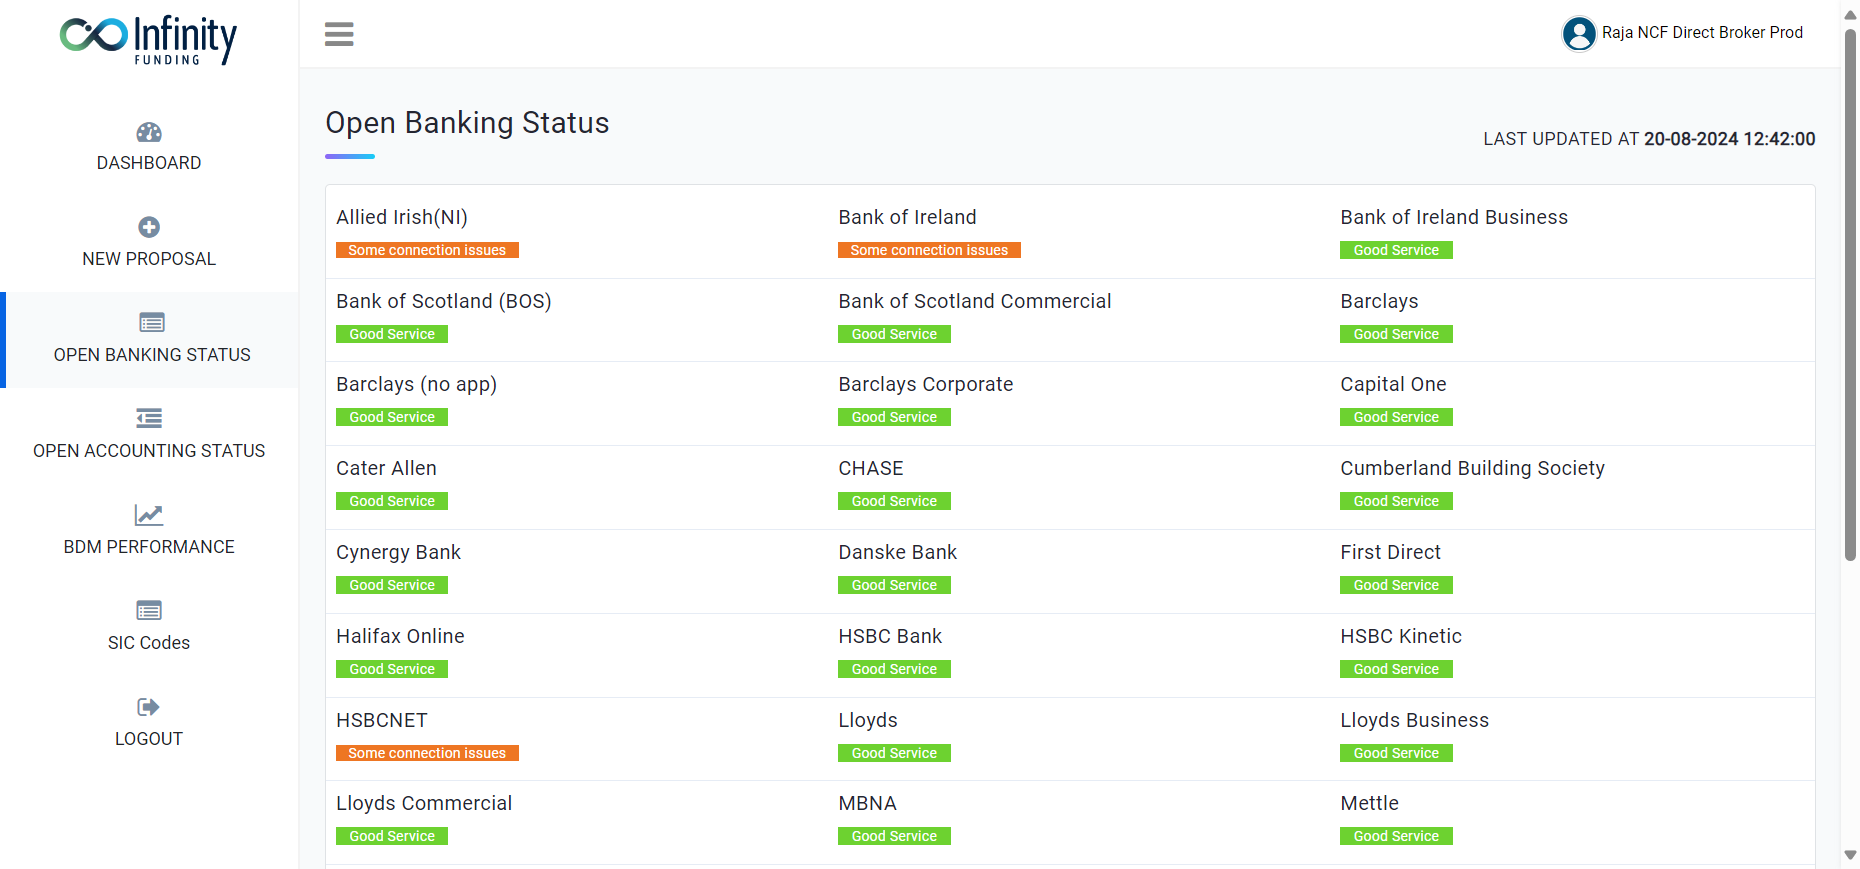 Infinity
FUNDING
Raja NCF Direct Broker Prod
DASHBOARD
NEW PROPOSAL
OPEN BANKING STATUS
OPEN ACCOUNTING STATUS
BDM PERFORMANCE
SIC Codes
LOGOUT
Open Banking Status
LAST UPDATED AT 20-08-2024 12:42:00
Allied Irish(NI)
Some connection issues
Bank of Ireland
Some connection issues
Bank of Ireland Business
Good Service
Bank of Scotland (BOS)
Good Service
Bank of Scotland Commercial
Good Service
Barclays
Good Service
Barclays (no app)
Good Service
Barclays Corporate
Good Service
Capital One
Good Service
Cater Allen
Good Service
CHASE
Good Service
Cumberland Building Society
Good Service
Cynergy Bank
Good Service
Danske Bank
Good Service
First Direct
Good Service
Halifax Online
Good Service
HSBC Bank
Good Service
HSBC Kinetic
Good Service
HSBCNET
Some connection issues
Lloyds
Good Service
Lloyds Business
Good Service
Lloyds Commercial
Good Service
MBNA
Good Service
Mettle
Good Service